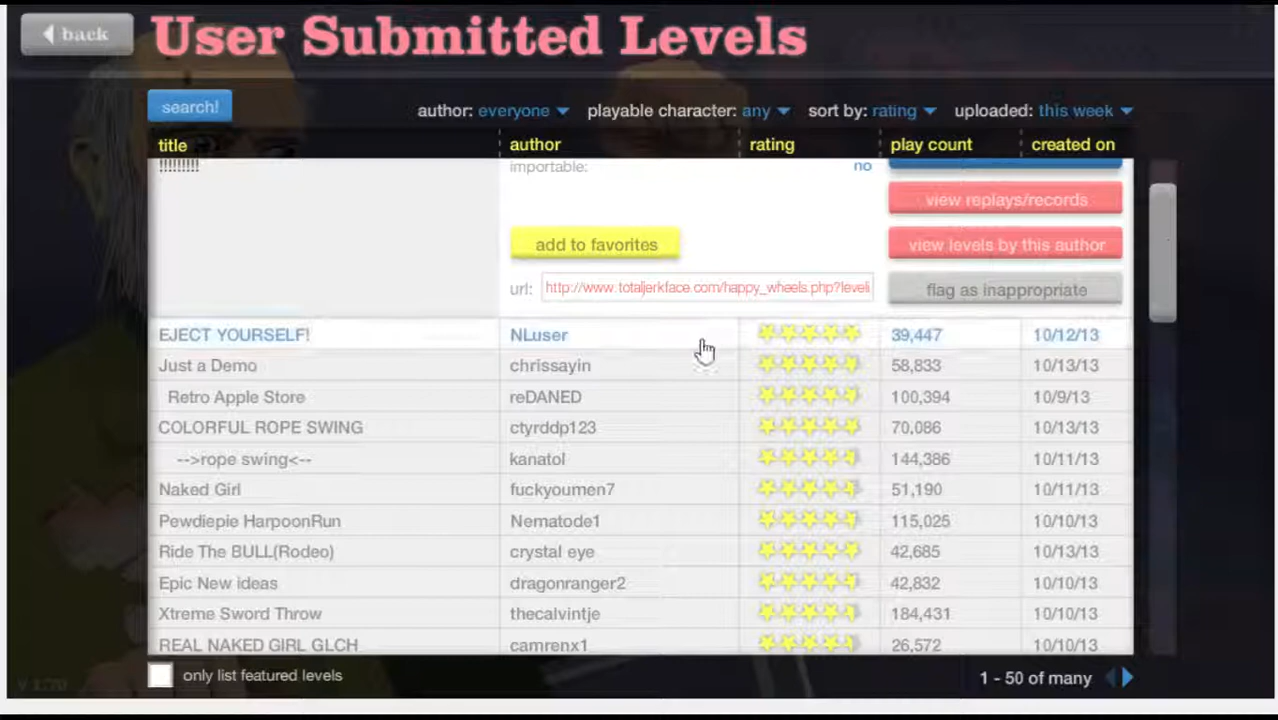 back
User Submitted Levels
search!
author: everyone playable character: any sort by: rating uploaded: this week
title author rating play count created on
!!!!!!!!! importable: no
view replays/records
add to favorites view levels by this author
url: http://www.totaljerkface.com/happy_wheels.php?leveli flag as inappropriate
EJECT YOURSELF! NLuser 39,447 10/12/13
Just a Demo chrissayin 58,833 10/13/13
Retro Apple Store reDANED 100,394 10/9/13
COLORFUL ROPE SWING ctyrddp123 70,086 10/13/13
-->rope swing<-- kanatol 144,386 10/11/13
Naked Girl fuckyoumen7 51,190 10/11/13
Pewdiepie HarpoonRun Nematode1 115,025 10/10/13
Ride The BULL(Rodeo) crystal eye 42,685 10/13/13
Epic New ideas dragonranger2 42,832 10/10/13
Xtreme Sword Throw thecalvintje 184,431 10/10/13
REAL NAKED GIRL GLCH camrenx1 26,572 10/10/13
only list featured levels 1 - 50 of many